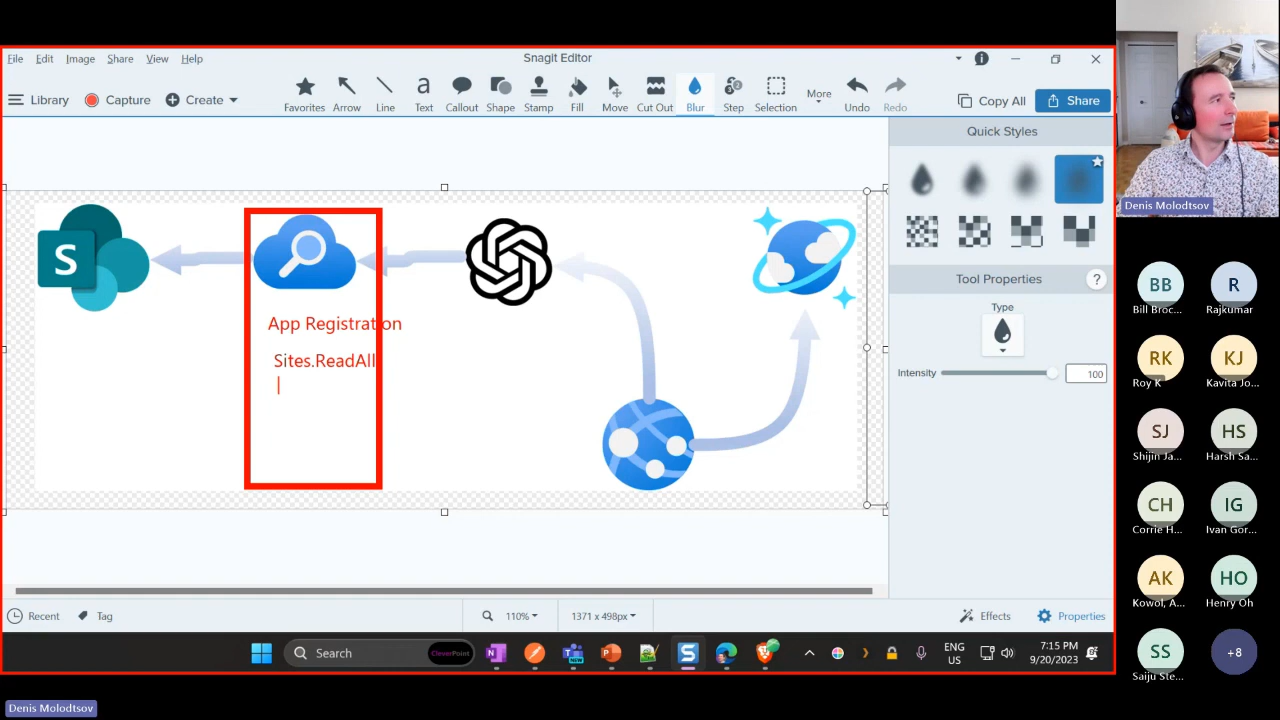 File Edit Image Share View Help
Snagit Editor
Library Capture Create
Favorites Arrow Line Text Callout Shape Stamp Fill Move Cut Out Blur Step Selection More Undo Redo
Copy All Share
Quick Styles
S
App Registration
Sites.ReadAll
Tool Properties
?
Type
Intensity
100
Recent Tag
110%
1371 x 498px
Effects Properties
Search
CleverPoint
ENG
US
7:15 PM
9/20/2023
Denis Molodtsov
Denis Molodtsov
BB
Bill Broc...
R
Rajkumar
RK
Roy K
KJ
Kavita Jo...
SJ
Shijin Ja...
HS
Harsh Sa...
CH
Corrie H...
IG
Ivan Gor...
AK
Kowol, A...
HO
Henry Oh
SS
Saiju Ste...
+8